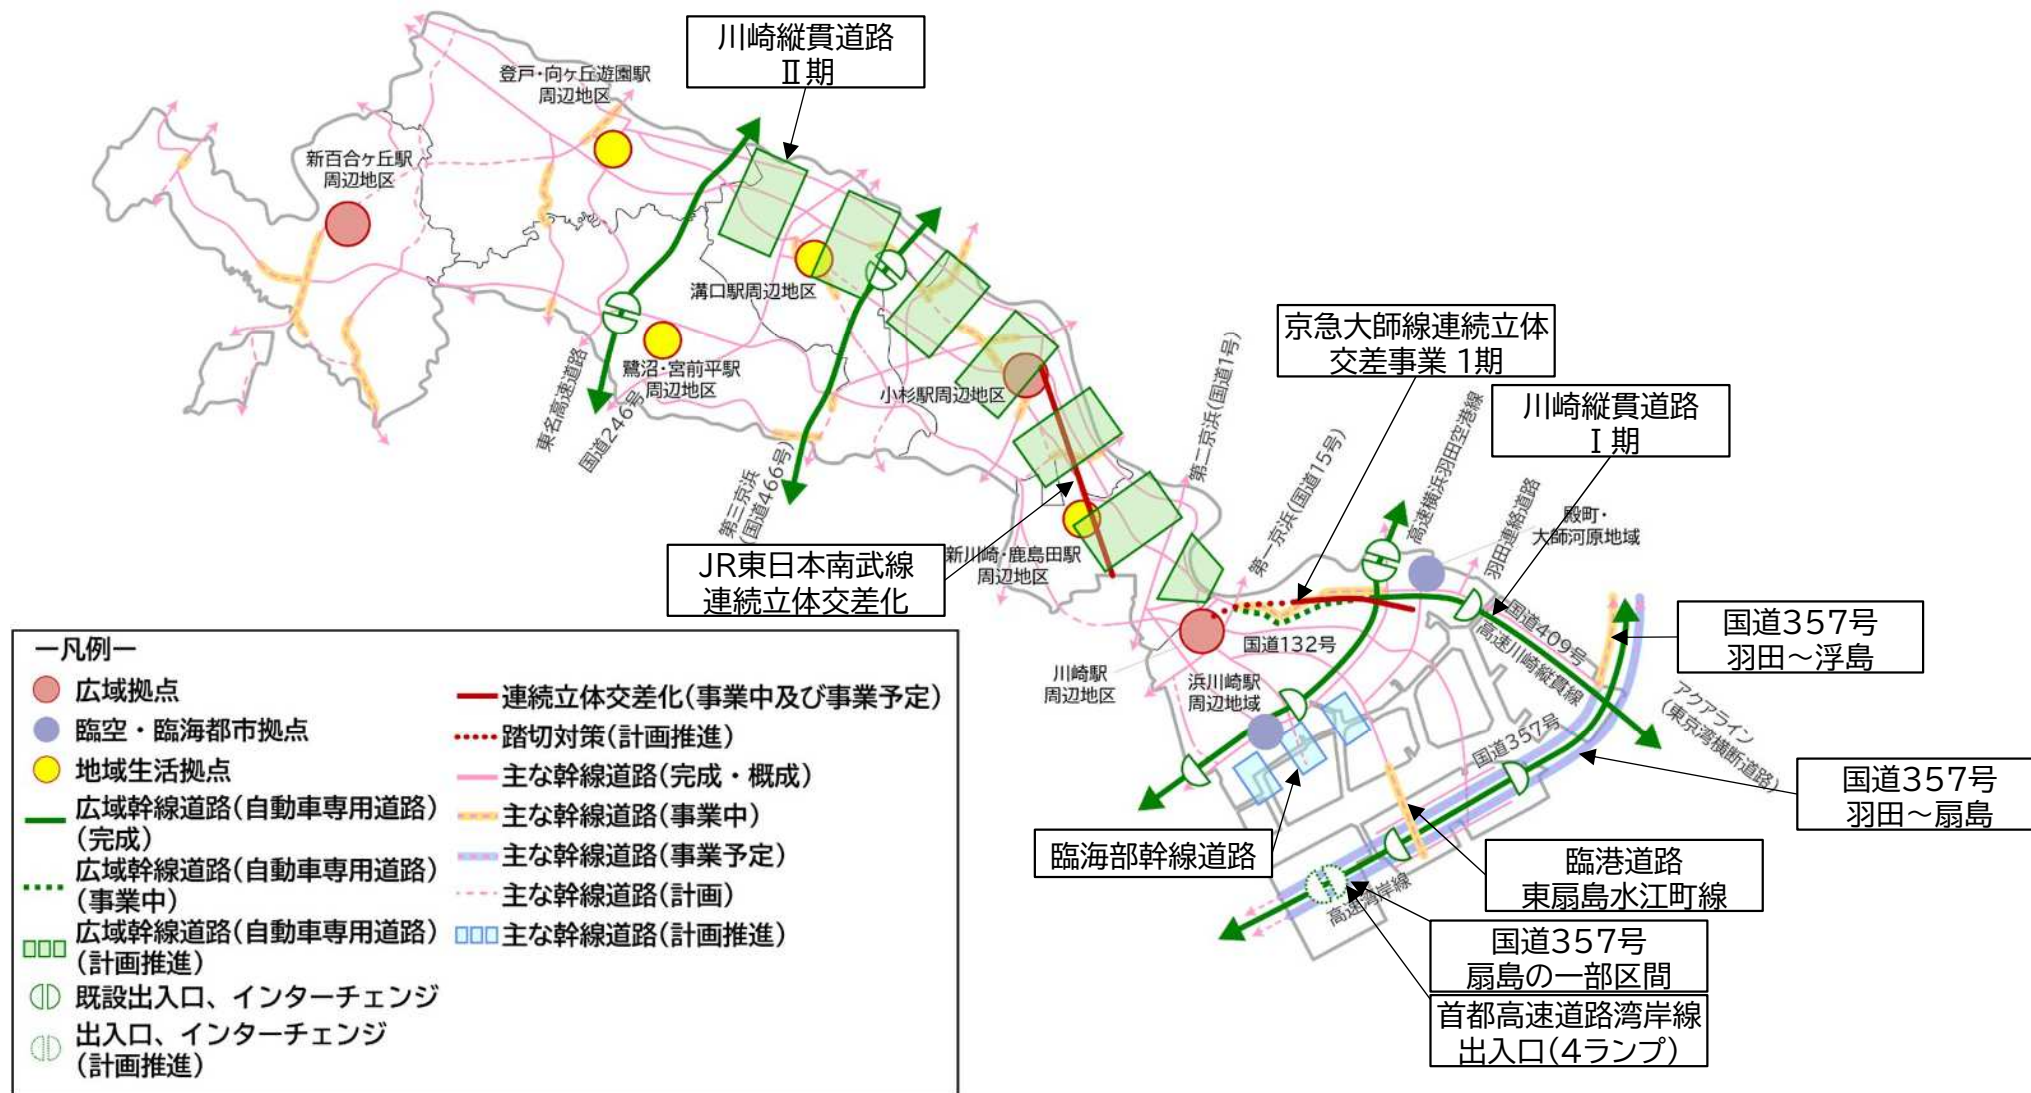 川崎縦貫道路
Ⅱ期
登戸・向ヶ丘遊園駅
周辺地区
新百合ヶ丘駅
周辺地区
溝口駅周辺地区
鷺沼・宮前平駅
周辺地区
東名高速道路
国道246号
第三京浜
(国道466号)
小杉駅周辺地区
第二京浜(国道1号)
京急大師線連続立体
交差事業 1期
川崎縦貫道路
Ⅰ期
第一京浜(国道15号)
高速横浜羽田空港線
羽田連絡道路
殿町・
大師河原地域
JR東日本南武線
連続立体交差化
新川崎・鹿島田駅
周辺地区
国道409号
高速川崎縦貫線
国道357号
羽田～浮島
国道132号
川崎駅
周辺地区
浜川崎駅
周辺地域
アクアライン
(東京湾横断道路)
国道357号
国道357号
羽田～扇島
臨海部幹線道路
臨港道路
東扇島水江町線
高速湾岸線
国道357号
扇島の一部区間
首都高速道路湾岸線
出入口(4ランプ)
ー凡例ー
広域拠点
臨空・臨海都市拠点
地域生活拠点
広域幹線道路(自動車専用道路)
(完成)
広域幹線道路(自動車専用道路)
(事業中)
広域幹線道路(自動車専用道路)
(計画推進)
既設出入口、インターチェンジ
出入口、インターチェンジ
(計画推進)
連続立体交差化(事業中及び事業予定)
踏切対策(計画推進)
主な幹線道路(完成・概成)
主な幹線道路(事業中)
主な幹線道路(事業予定)
主な幹線道路(計画)
主な幹線道路(計画推進)